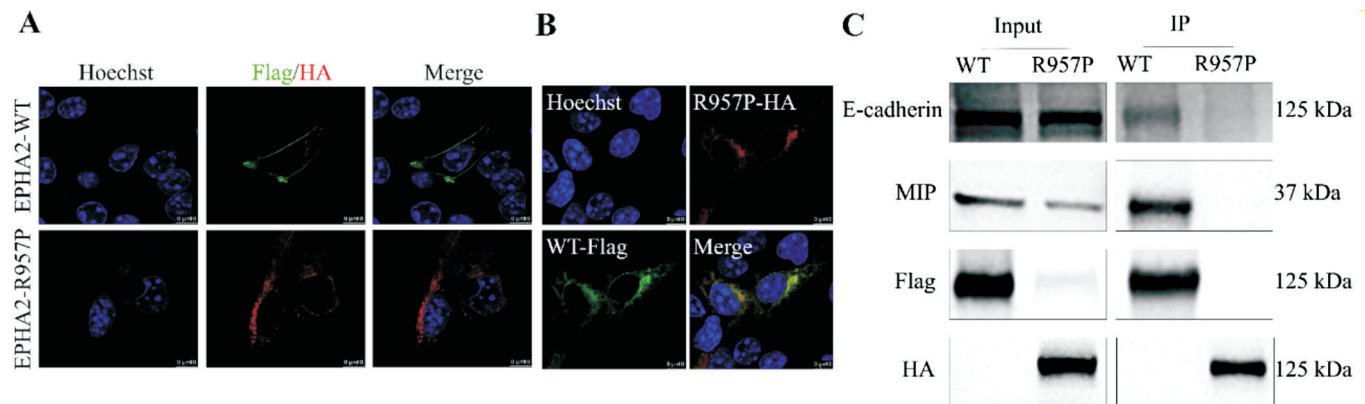 A
Hoechst
Flag/HA
Merge
EPHA2-WT
EPHA2-R957P
B
Hoechst
R957P-HA
WT-Flag
Merge
C
Input
IP
WT
R957P
WT
R957P
E-cadherin
125 kDa
MIP
37 kDa
Flag
125 kDa
HA
125 kDa